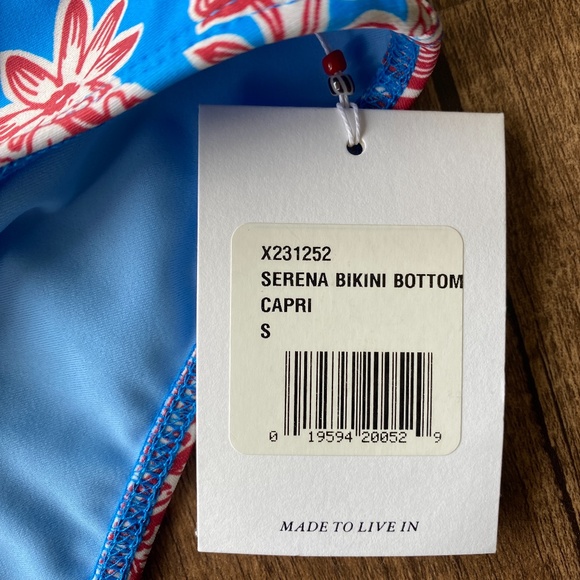 X231252
SERENA BIKINI BOTTOM
CAPRI
S
0 19594 20052 9
MADE TO LIVE IN